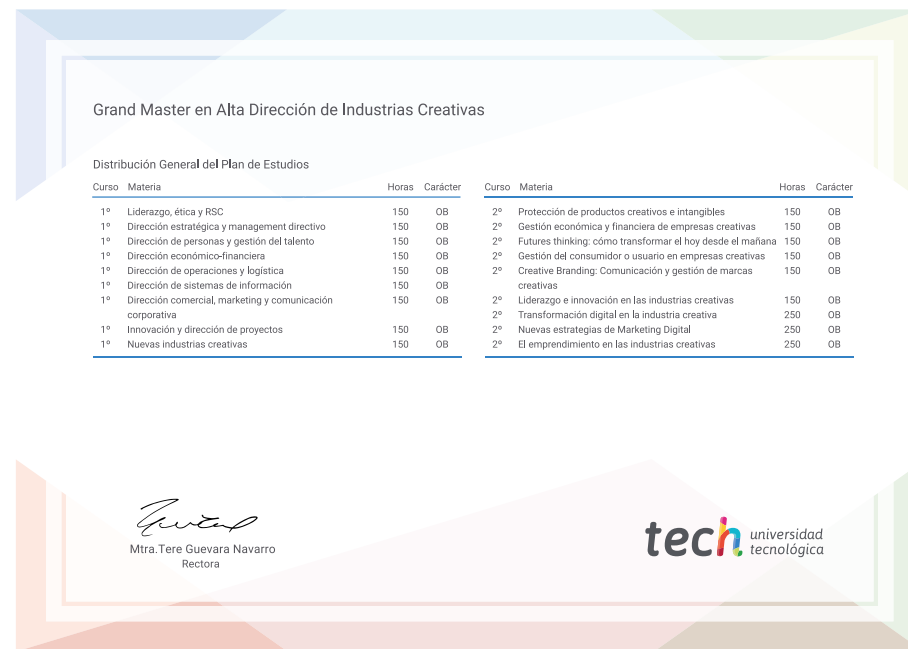 Grand Master en Alta Dirección de Industrias Creativas
Distribución General del Plan de Estudios
Curso Materia Horas Carácter
1º Liderazgo, ética y RSC 150 OB
1º Dirección estratégica y management directivo 150 OB
1º Dirección de personas y gestión del talento 150 OB
1º Dirección económico-financiera 150 OB
1º Dirección de operaciones y logística 150 OB
1º Dirección de sistemas de información 150 OB
1º Dirección comercial, marketing y comunicación 150 OB
corporativa
1º Innovación y dirección de proyectos 150 OB
1º Nuevas industrias creativas 150 OB
Curso Materia Horas Carácter
2º Protección de productos creativos e intangibles 150 OB
2º Gestión económica y financiera de empresas creativas 150 OB
2º Futures thinking: cómo transformar el hoy desde el mañana 150 OB
2º Gestión del consumidor o usuario en empresas creativas 150 OB
2º Creative Branding: Comunicación y gestión de marcas 150 OB
creativas
2º Liderazgo e innovación en las industrias creativas 150 OB
2º Transformación digital en la industria creativa 250 OB
2º Nuevas estrategias de Marketing Digital 250 OB
2º El emprendimiento en las industrias creativas 250 OB
Mtra.Tere Guevara Navarro
Rectora
tech universidad
tecnológica